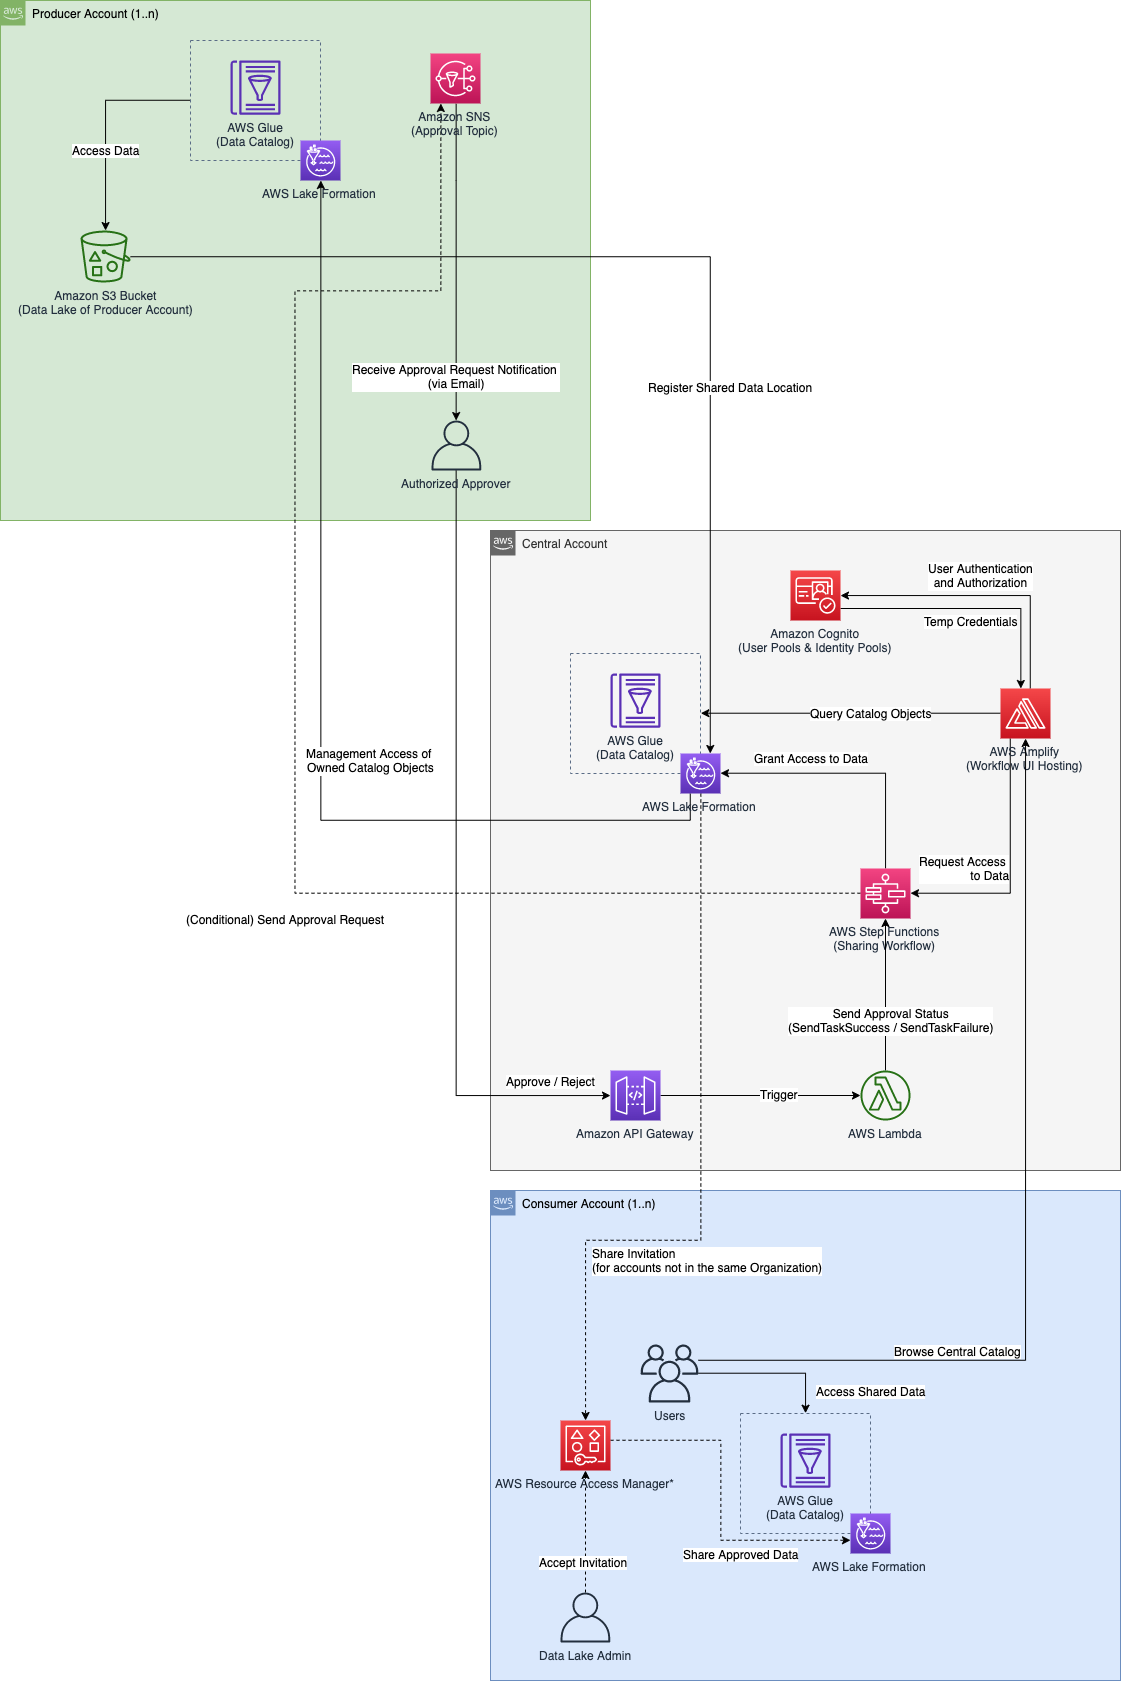 aws
Producer Account (1..n)
AWS Glue
(Data Catalog)
Amazon SNS
(Approval Topic)
Access Data
AWS Lake Formation
Amazon S3 Bucket
(Data Lake of Producer Account)
Receive Approval Request Notification
(via Email)
Register Shared Data Location
Authorized Approver
aws
Central Account
User Authentication
and Authorization
Temp Credentials
Amazon Cognito
(User Pools & Identity Pools)
Query Catalog Objects
AWS Glue
(Data Catalog)
AWS Amplify
(Workflow UI Hosting)
Management Access of
Owned Catalog Objects
Grant Access to Data
AWS Lake Formation
Request Access
to Data
(Conditional) Send Approval Request
AWS Step Functions
(Sharing Workflow)
Send Approval Status
(SendTaskSuccess / SendTaskFailure)
Approve / Reject
Trigger
Amazon API Gateway
AWS Lambda
aws
Consumer Account (1..n)
Share Invitation
(for accounts not in the same Organization)
Browse Central Catalog
Access Shared Data
Users
AWS Resource Access Manager*
AWS Glue
(Data Catalog)
Share Approved Data
Accept Invitation
AWS Lake Formation
Data Lake Admin